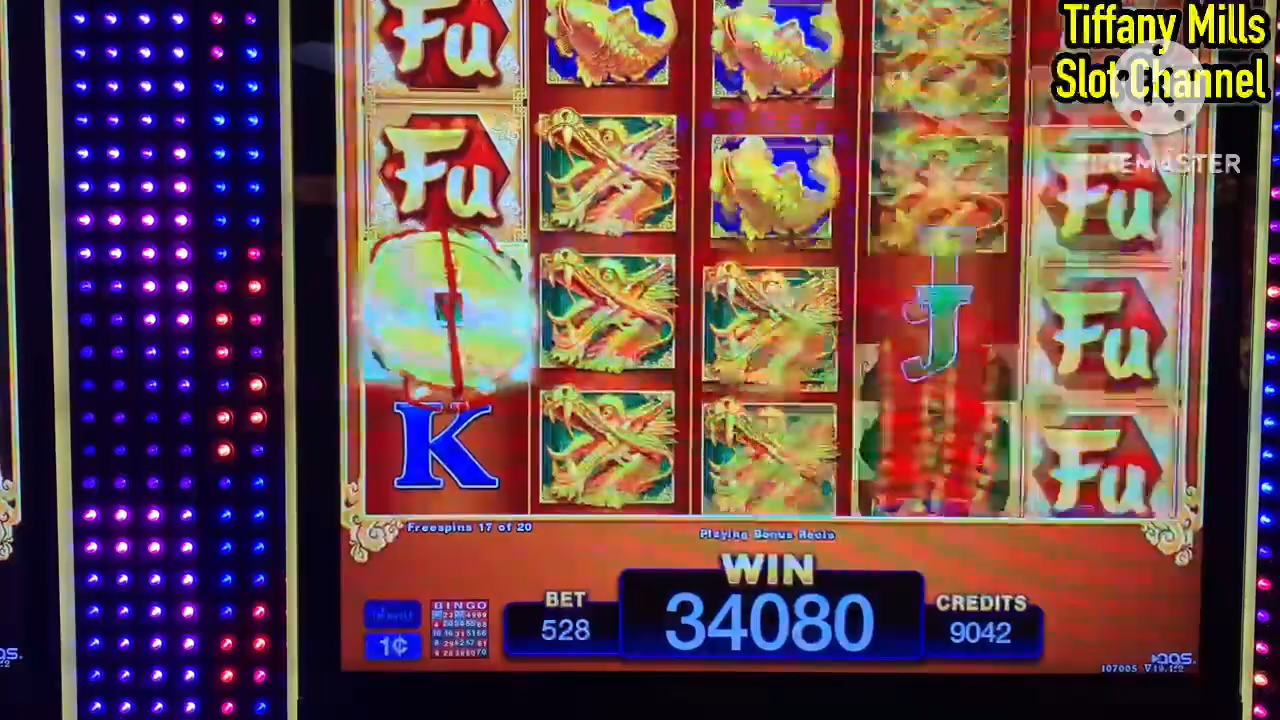 Tiffany Mills
Slot Channel
KINEMASTER
Fu
Fu
Fu
Fu
Fu
J
K
Freespins 17 of 20
Playing Bonus Reels
WIN
34080
BET
528
CREDITS
9042
1¢
BINGO